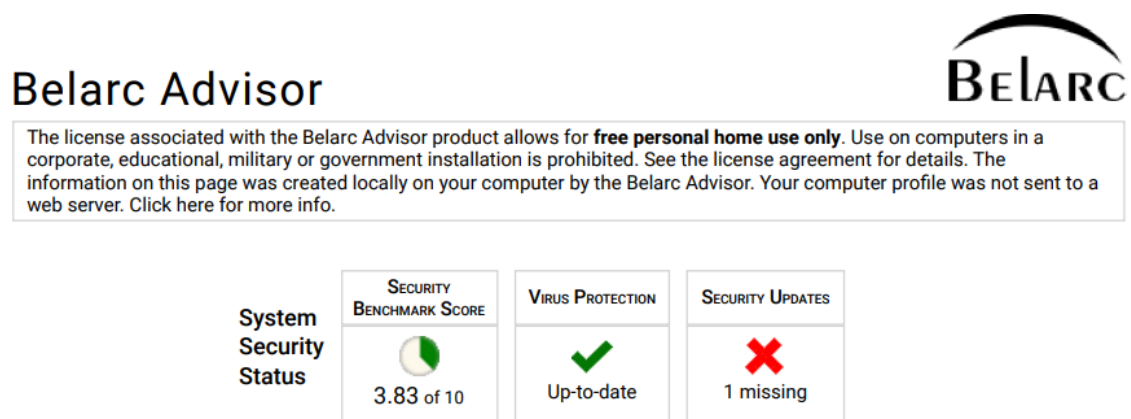 BELARC
Belarc Advisor
The license associated with the Belarc Advisor product allows for free personal home use only. Use on computers in a
corporate, educational, military or government installation is prohibited. See the license agreement for details. The
information on this page was created locally on your computer by the Belarc Advisor. Your computer profile was not sent to a
web server. Click here for more info.
System
Security
Status
SECURITY
BENCHMARK SCORE
3.83 of 10
VIRUS PROTECTION
Up-to-date
SECURITY UPDATES
1 missing